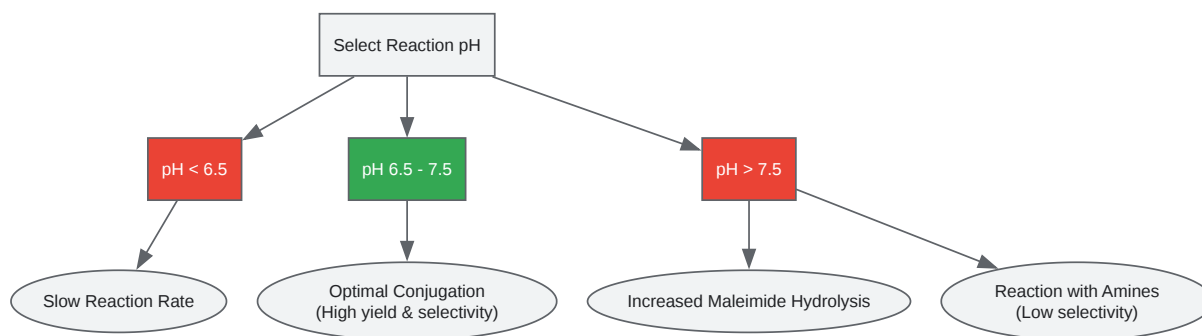 Select Reaction pH
pH < 6.5
pH 6.5 - 7.5
pH > 7.5
Slow Reaction Rate
Optimal Conjugation
(High yield & selectivity)
Increased Maleimide Hydrolysis
Reaction with Amines
(Low selectivity)